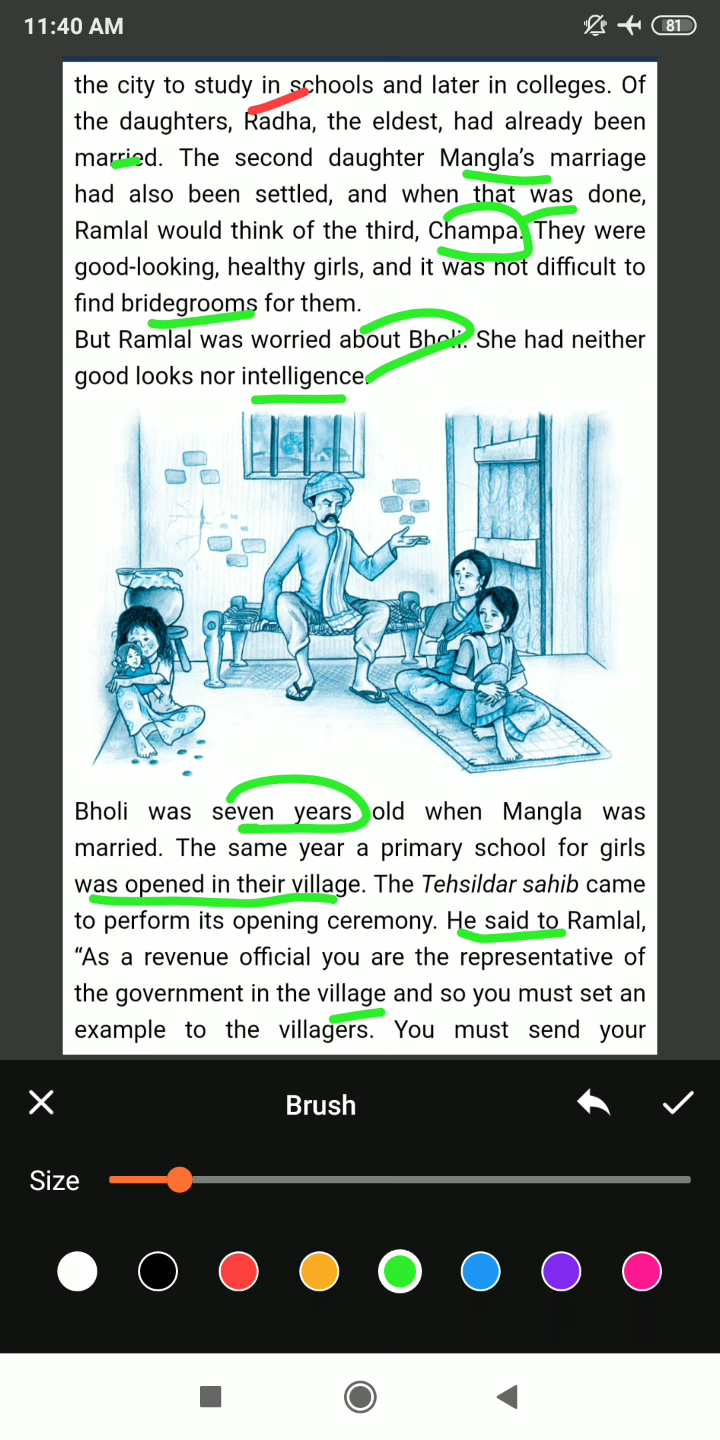 11:40 AM
81
the city to study in schools and later in colleges. Of
the daughters, Radha, the eldest, had already been
married. The second daughter Mangla's marriage
had also been settled, and when that was done,
Ramlal would think of the third, Champa. They were
good-looking, healthy girls, and it was not difficult to
find bridegrooms for them.
But Ramlal was worried about Bholi. She had neither
good looks nor intelligence.
Bholi was seven years old when Mangla was
married. The same year a primary school for girls
was opened in their village. The Tehsildar sahib came
to perform its opening ceremony. He said to Ramlal,
“As a revenue official you are the representative of
the government in the village and so you must set an
example to the villagers. You must send your
Brush
Size